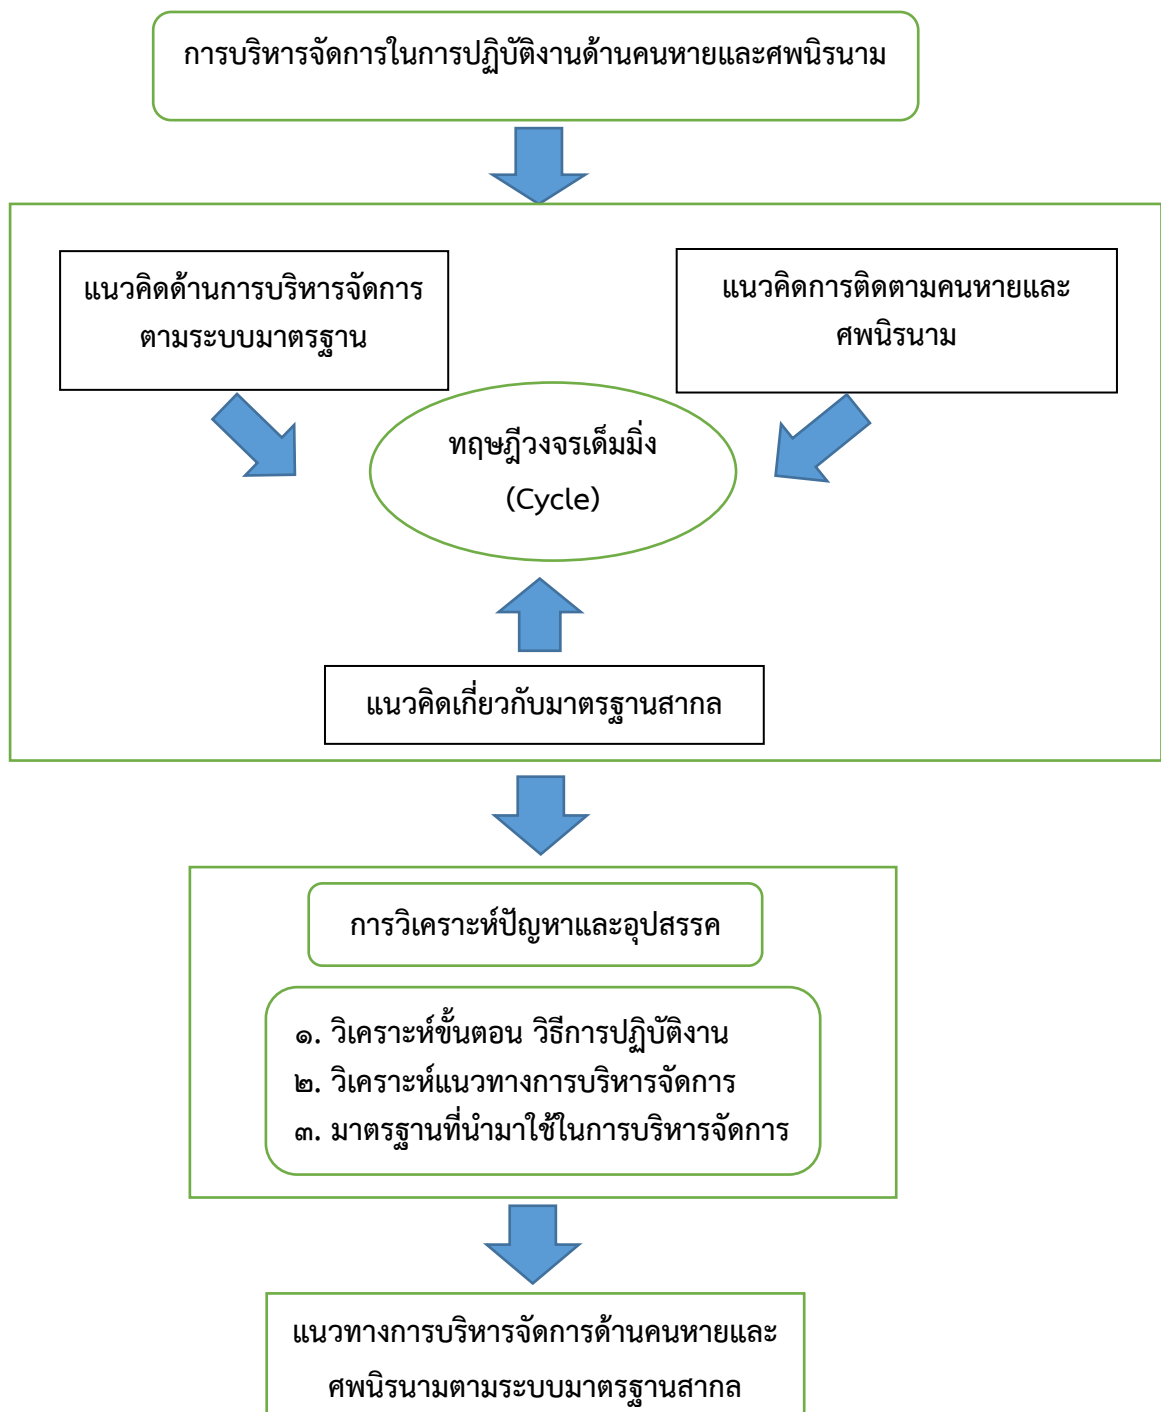 การบริหารจัดการในการปฏิบัติงานด้านคนหายและศพนิรนาม
แนวคิดด้านการบริหารจัดการ
ตามระบบมาตรฐาน
แนวคิดการติดตามคนหายและ
ศพนิรนาม
ทฤษฎีวงจรเด็มมิ่ง
(Cycle)
แนวคิดเกี่ยวกับมาตรฐานสากล
การวิเคราะห์ปัญหาและอุปสรรค
๑. วิเคราะห์ขั้นตอน วิธีการปฏิบัติงาน
๒. วิเคราะห์แนวทางการบริหารจัดการ
๓. มาตรฐานที่นำมาใช้ในการบริหารจัดการ
แนวทางการบริหารจัดการด้านคนหายและ
ศพนิรนามตามระบบมาตรฐานสากล